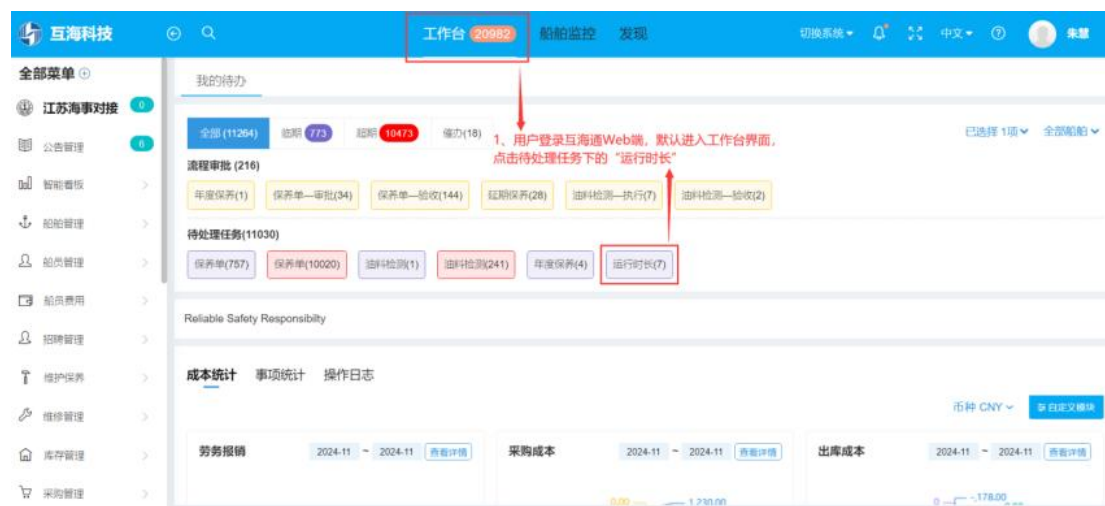 互海科技
工作台 20982 船舶监控 发现
切换系统 中文 朱慧
全部菜单
我的待办
江苏海事对接 0
公告管理 6
智能看板
船舶管理
船员管理
船员费用
招聘管理
维护保养
维修管理
库存管理
采购管理
全部 (11264) 临期 773 超期 10473 催办(18)
已选择 1项 全部船舶
1、用户登录互海通Web端,默认进入工作台界面,
点击待处理任务下的“运行时长”
流程审批 (216)
年度保养(1) 保养单—审批(34) 保养单—验收(144) 延期保养(28) 油料检测—执行(7) 油料检测—验收(2)
待处理任务(11030)
保养单(757) 保养单(10020) 油料检测(1) 油料检测(241) 年度保养(4) 运行时长(7)
Reliable Safety Responsibilty
成本统计 事项统计 操作日志
币种 CNY 自定义模块
劳务报销 2024-11 ~ 2024-11 查看详情
采购成本 2024-11 ~ 2024-11 查看详情
出库成本 2024-11 ~ 2024-11 查看详情
0.00 1,230.00
0 -,178.00